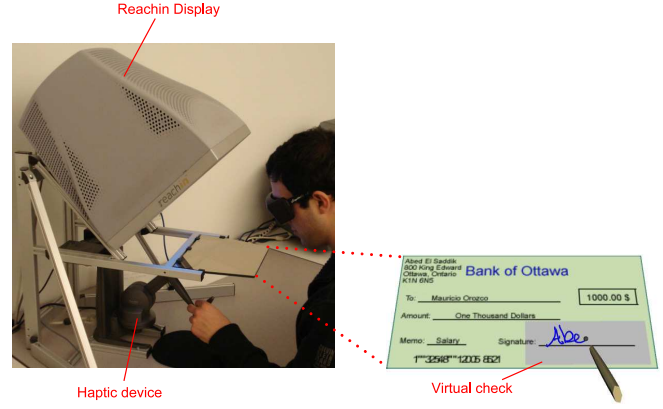 Reachin Display
reachin
Abed El Saddik
800 King Edward
Ottawa, Ontario
K1N 6N5
Bank of Ottawa
To: Mauricio Orozco
1000.00 $
Amount: One Thousand Dollars
Memo: Salary
Signature: Abe
Haptic device
Virtual check